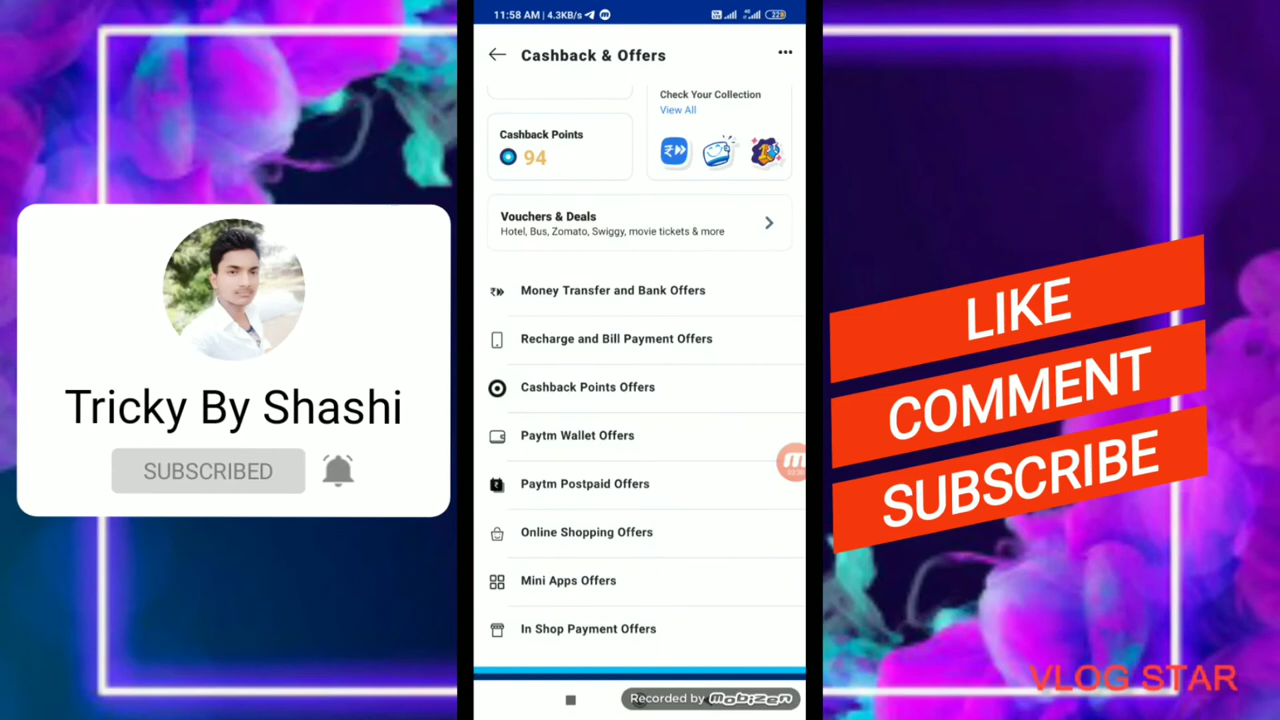 11:58 AM | 4.3KB/s
Cashback & Offers
Check Your Collection
View All
Cashback Points
94
Vouchers & Deals
Hotel, Bus, Zomato, Swiggy, movie tickets & more
Money Transfer and Bank Offers
Recharge and Bill Payment Offers
Cashback Points Offers
Paytm Wallet Offers
Paytm Postpaid Offers
Online Shopping Offers
Mini Apps Offers
In Shop Payment Offers
Recorded by mobizen
Tricky By Shashi
SUBSCRIBED
LIKE
COMMENT
SUBSCRIBE
VLOG STAR